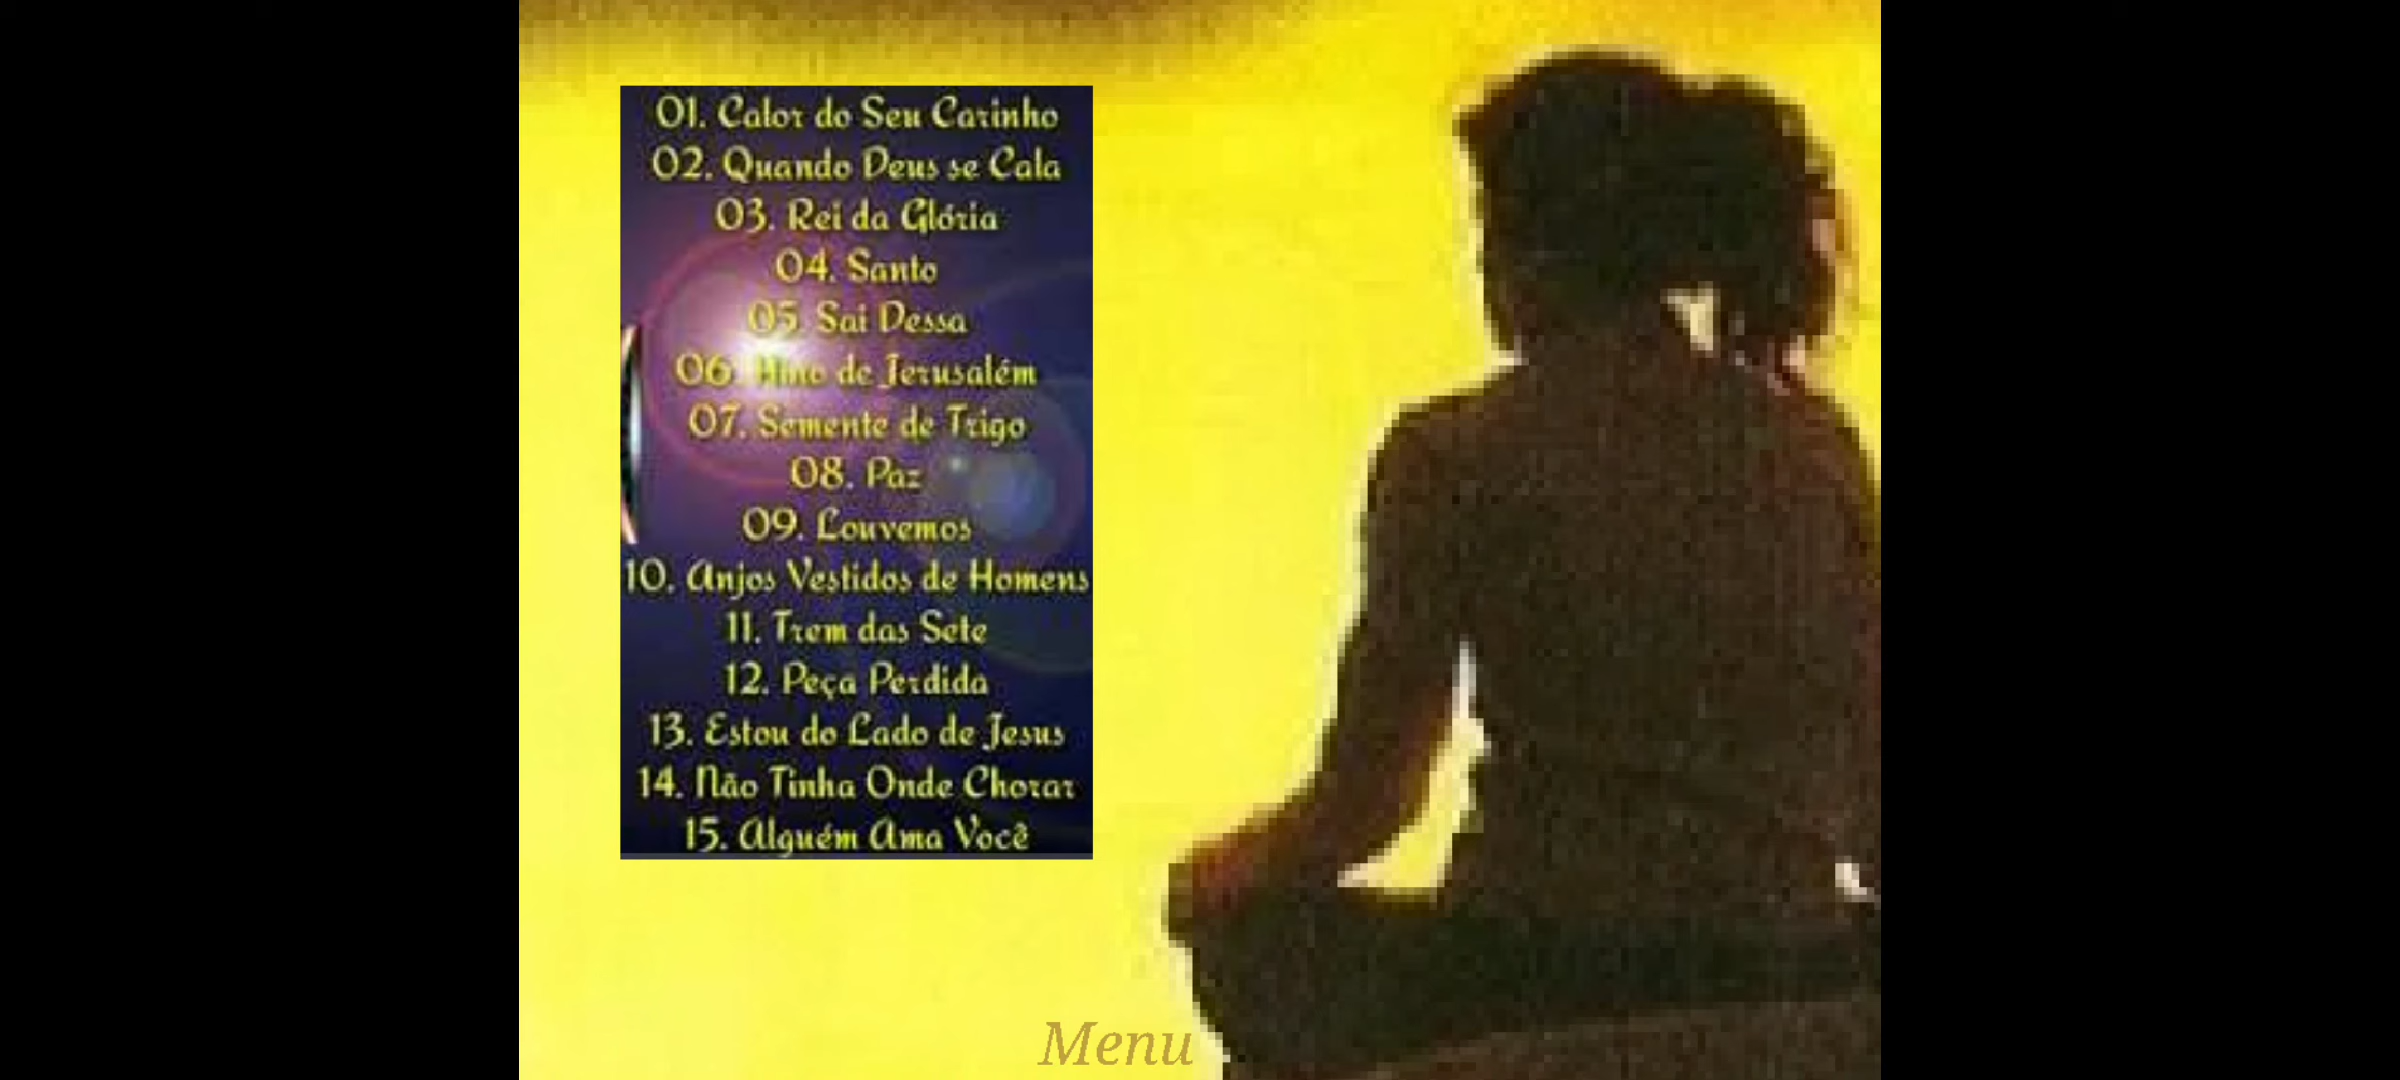 01. Calor do Seu Carinho
02. Quando Deus se Cala
03. Rei da Glória
04. Santo
05. Sai Dessa
06. Hino de Jerusalém
07. Semente de Trigo
08. Paz
09. Louvemos
10. Anjos Vestidos de Homens
11. Trem das Sete
12. Peça Perdida
13. Estou do Lado de Jesus
14. Não Tinha Onde Chorar
15. Alguém Ama Você
Menu